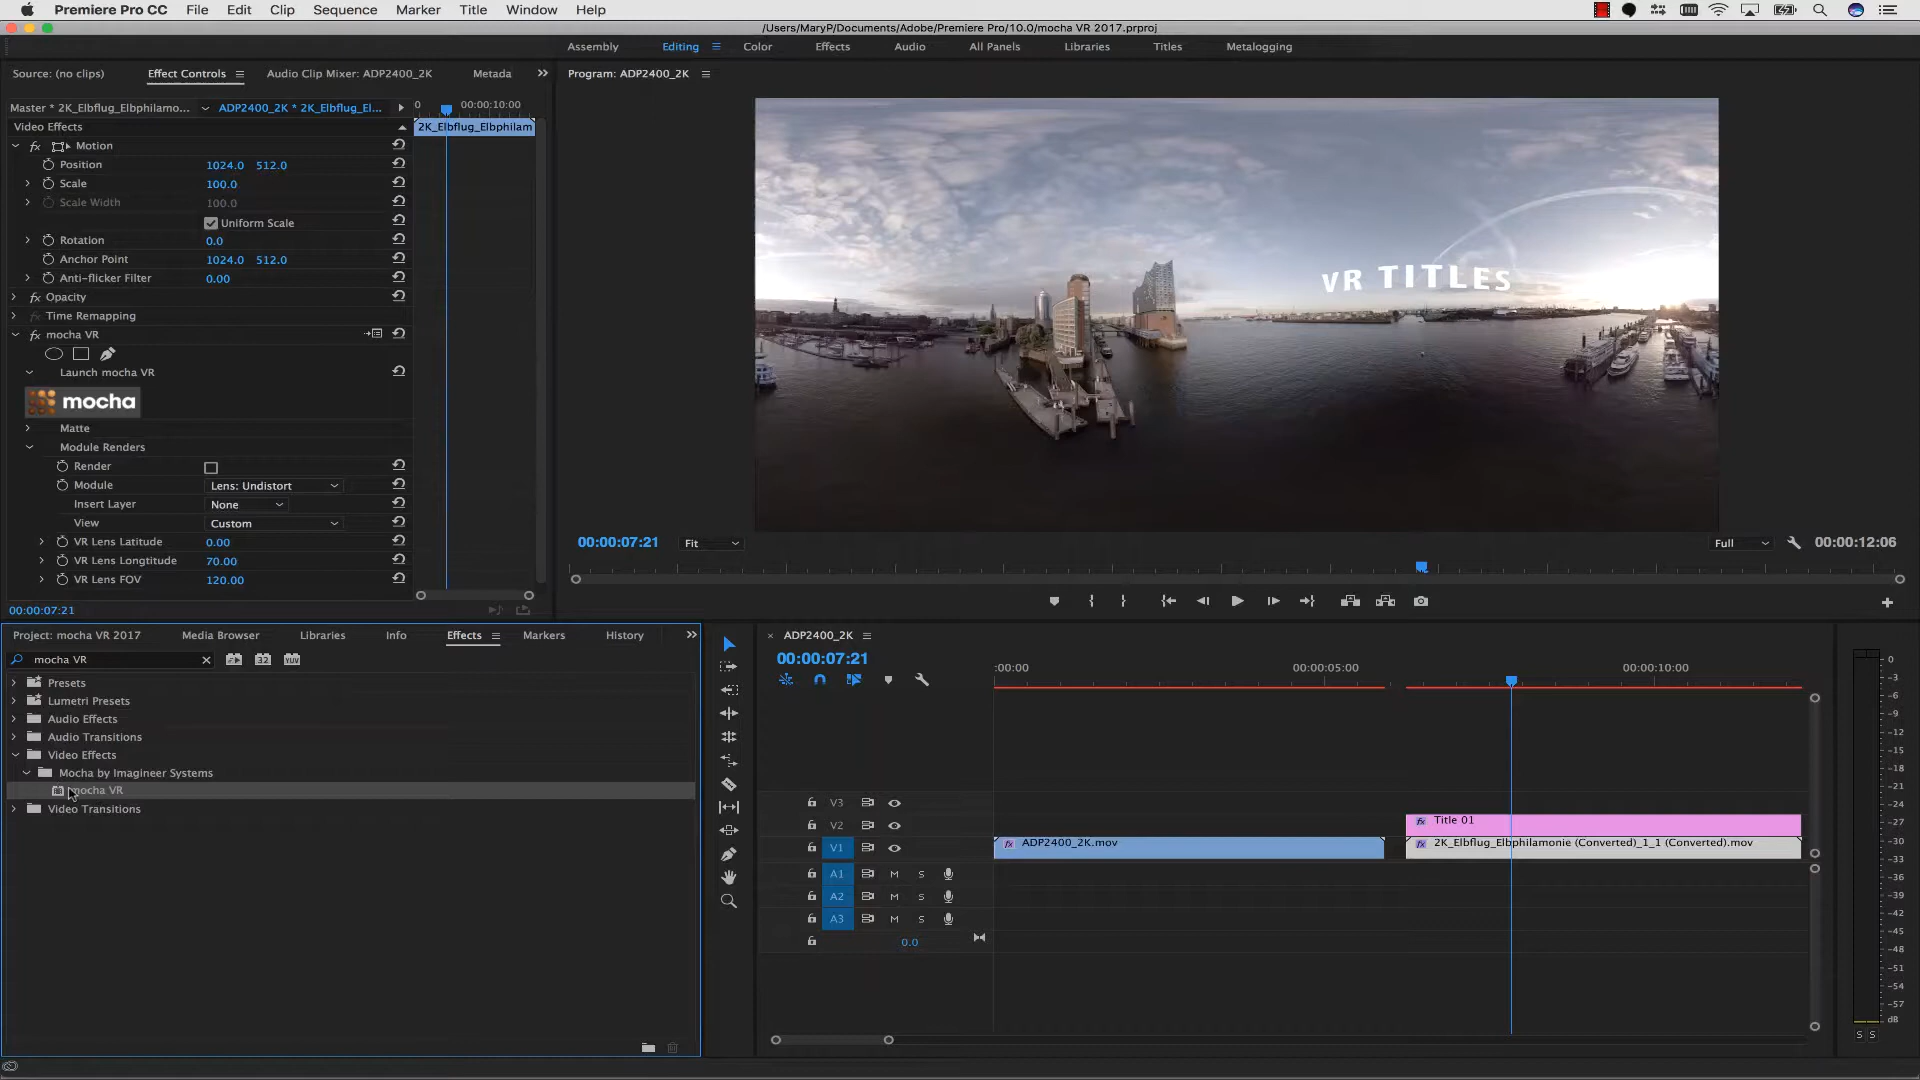 Premiere Pro CC File Edit Clip Sequence Marker Title Window Help
/Users/MaryP/Documents/Adobe/Premiere Pro/10.0/mocha VR 2017.prproj
Assembly Editing Color Effects Audio All Panels Libraries Titles Metalogging
Source: (no clips) Effect Controls Audio Clip Mixer: ADP2400_2K Metada
Program: ADP2400_2K
Master * 2K_Elbflug_Elbphilamo... ADP2400_2K * 2K_Elbflug_El... 0 00:00:10:00
Video Effects 2K_Elbflug_Elbphilam
fx Motion
Position 1024.0 512.0
Scale 100.0
Scale Width 100.0
Uniform Scale
Rotation 0.0
Anchor Point 1024.0 512.0
Anti-flicker Filter 0.00
fx Opacity
fx Time Remapping
fx mocha VR
Launch mocha VR
mocha
Matte
Module Renders
Render
Module Lens: Undistort
Insert Layer None
View Custom
VR Lens Latitude 0.00
VR Lens Longtitude 70.00
VR Lens FOV 120.00
00:00:07:21
VR TITLES
00:00:07:21 Fit Full 00:00:12:06
Project: mocha VR 2017 Media Browser Libraries Info Effects Markers History
mocha VR 32 YUV
Presets
Lumetri Presets
Audio Effects
Audio Transitions
Video Effects
Mocha by Imagineer Systems
mocha VR
Video Transitions
ADP2400_2K
00:00:07:21
:00:00 00:00:05:00 00:00:10:00
V3
V2 fx Title 01
V1 fx ADP2400_2K.mov fx 2K_Elbflug_Elbphilamonie (Converted)_1_1 (Converted).mov
A1 M S
A2 M S
A3 M S
0.0
0
-3
-6
-9
-12
-15
-18
-21
-24
-27
-30
-33
-36
-39
-42
-45
-48
-51
-54
-57
dB
S S